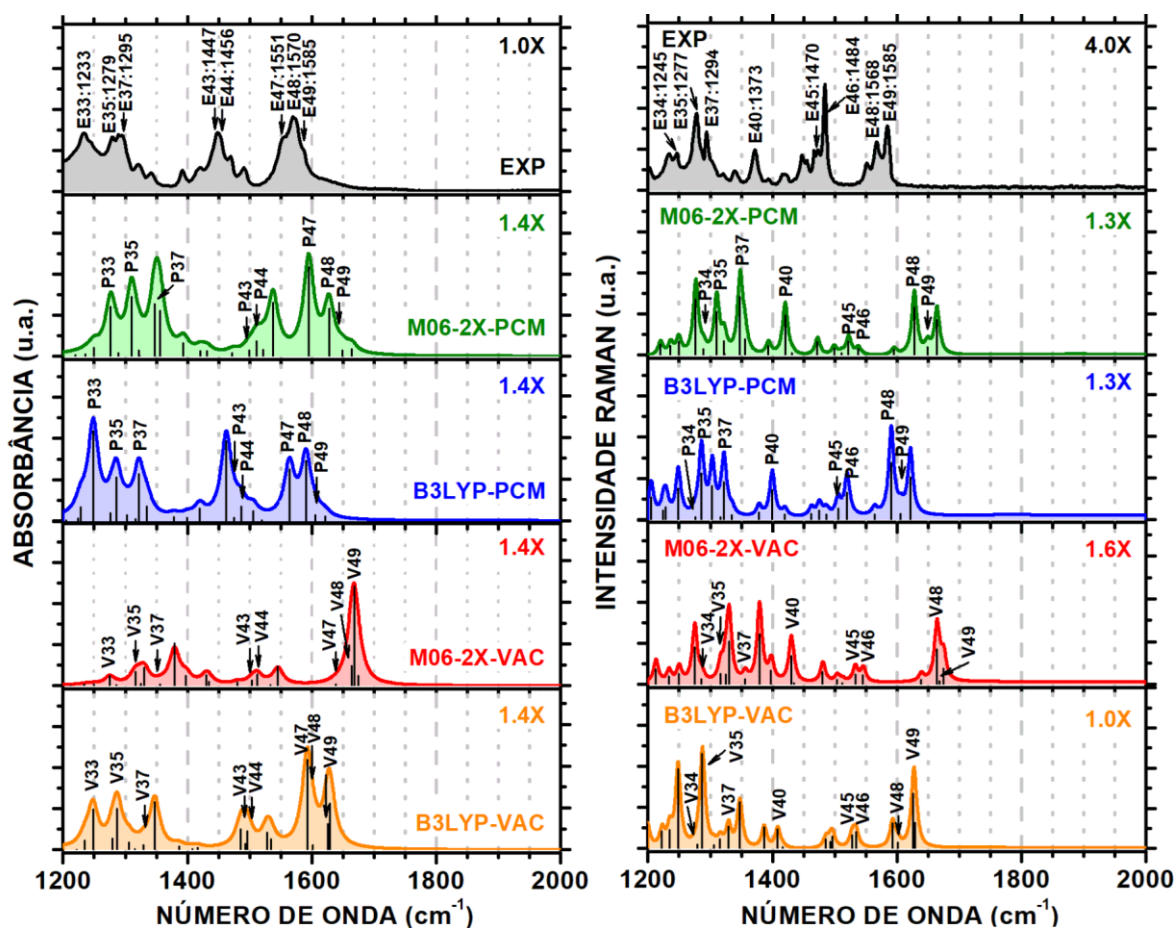 1.0X
E33:1233
E35:1279
E37:1295
E43:1447
E44:1456
E47:1551
E48:1570
E49:1585
EXP
1.4X
P33
P35
P37
P43
P44
P47
P48
P49
M06-2X-PCM
1.4X
P33
P35
P37
P43
P44
P47
P48
P49
B3LYP-PCM
1.4X
V33
V35
V37
V43
V44
V47
V48
V49
M06-2X-VAC
1.4X
V33
V35
V37
V43
V44
V47
V48
V49
B3LYP-VAC
1200 1400 1600 1800 2000
NÚMERO DE ONDA (cm-1)
ABSORBÂNCIA (u.a.)
EXP
4.0X
E34:1245
E35:1277
E37:1294
E40:1373
E45:1470
E46:1484
E48:1568
E49:1585
M06-2X-PCM
1.3X
P34
P35
P37
P40
P45
P46
P48
P49
B3LYP-PCM
1.3X
P34
P35
P37
P40
P45
P46
P48
P49
M06-2X-VAC
1.6X
V34
V35
V37
V40
V45
V46
V48
V49
B3LYP-VAC
1.0X
V34
V35
V37
V40
V45
V46
V48
V49
1200 1400 1600 1800 2000
NÚMERO DE ONDA (cm-1)
INTENSIDADE RAMAN (u.a.)